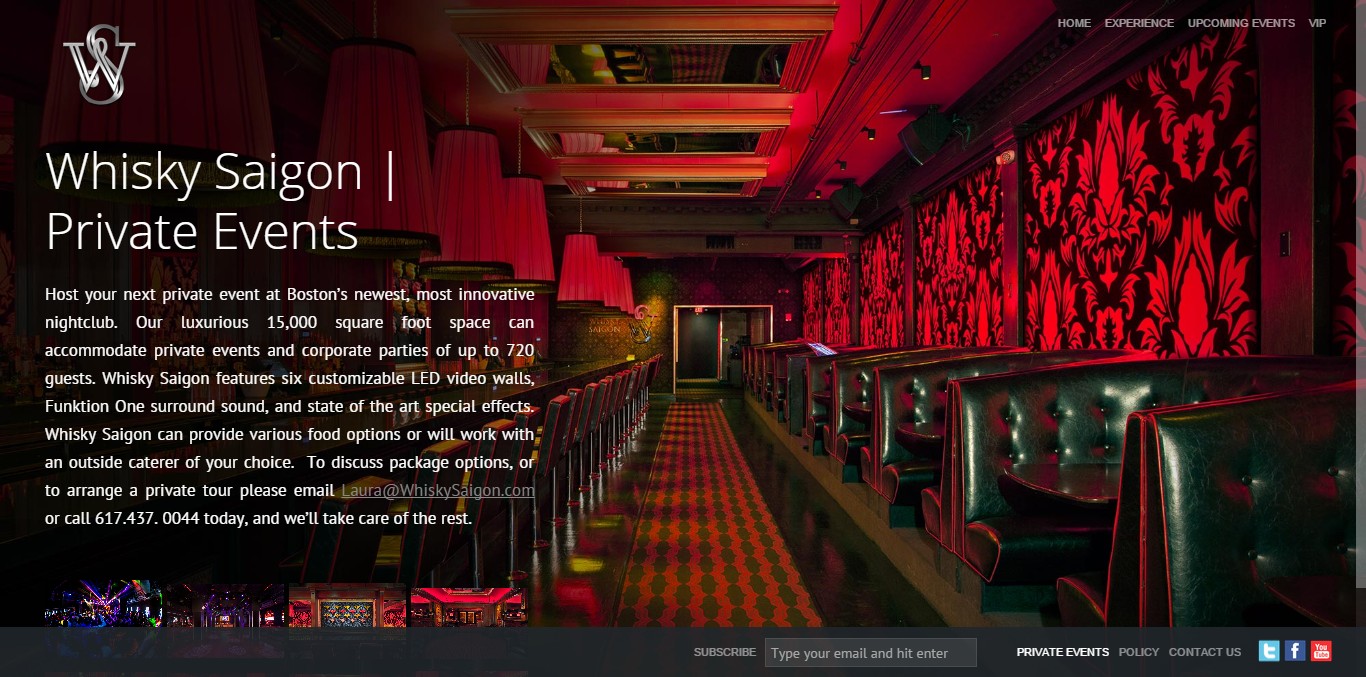 HOME EXPERIENCE UPCOMING EVENTS VIP
WS
Whisky Saigon |
Private Events
Host your next private event at Boston’s newest, most innovative
nightclub. Our luxurious 15,000 square foot space can
accommodate private events and corporate parties of up to 720
guests. Whisky Saigon features six customizable LED video walls,
Funktion One surround sound, and state of the art special effects.
Whisky Saigon can provide various food options or will work with
an outside caterer of your choice. To discuss package options, or
to arrange a private tour please email Laura@WhiskySaigon.com
or call 617.437. 0044 today, and we’ll take care of the rest.
SAIGON
SUBSCRIBE Type your email and hit enter PRIVATE EVENTS POLICY CONTACT US t f You Tube